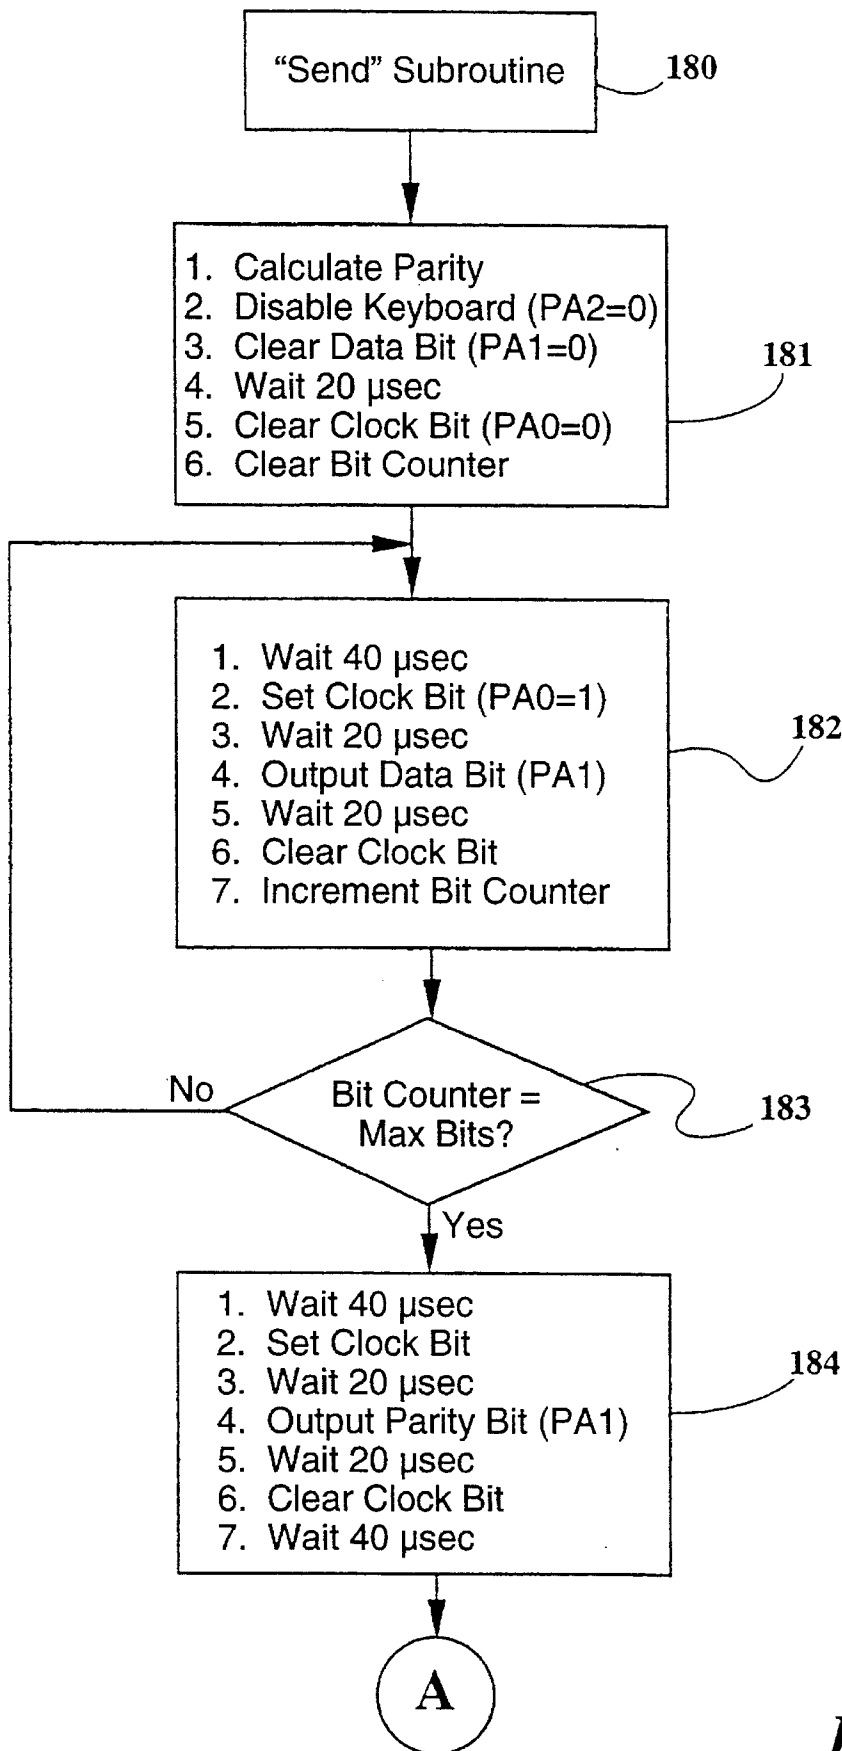 “Send” Subroutine
180
1. Calculate Parity
2. Disable Keyboard (PA2=0)
3. Clear Data Bit (PA1=0)
4. Wait 20 µsec
5. Clear Clock Bit (PA0=0)
6. Clear Bit Counter
181
1. Wait 40 µsec
2. Set Clock Bit (PA0=1)
3. Wait 20 µsec
4. Output Data Bit (PA1)
5. Wait 20 µsec
6. Clear Clock Bit
7. Increment Bit Counter
182
No
Bit Counter =
Max Bits?
183
Yes
1. Wait 40 µsec
2. Set Clock Bit
3. Wait 20 µsec
4. Output Parity Bit (PA1)
5. Wait 20 µsec
6. Clear Clock Bit
7. Wait 40 µsec
184
A